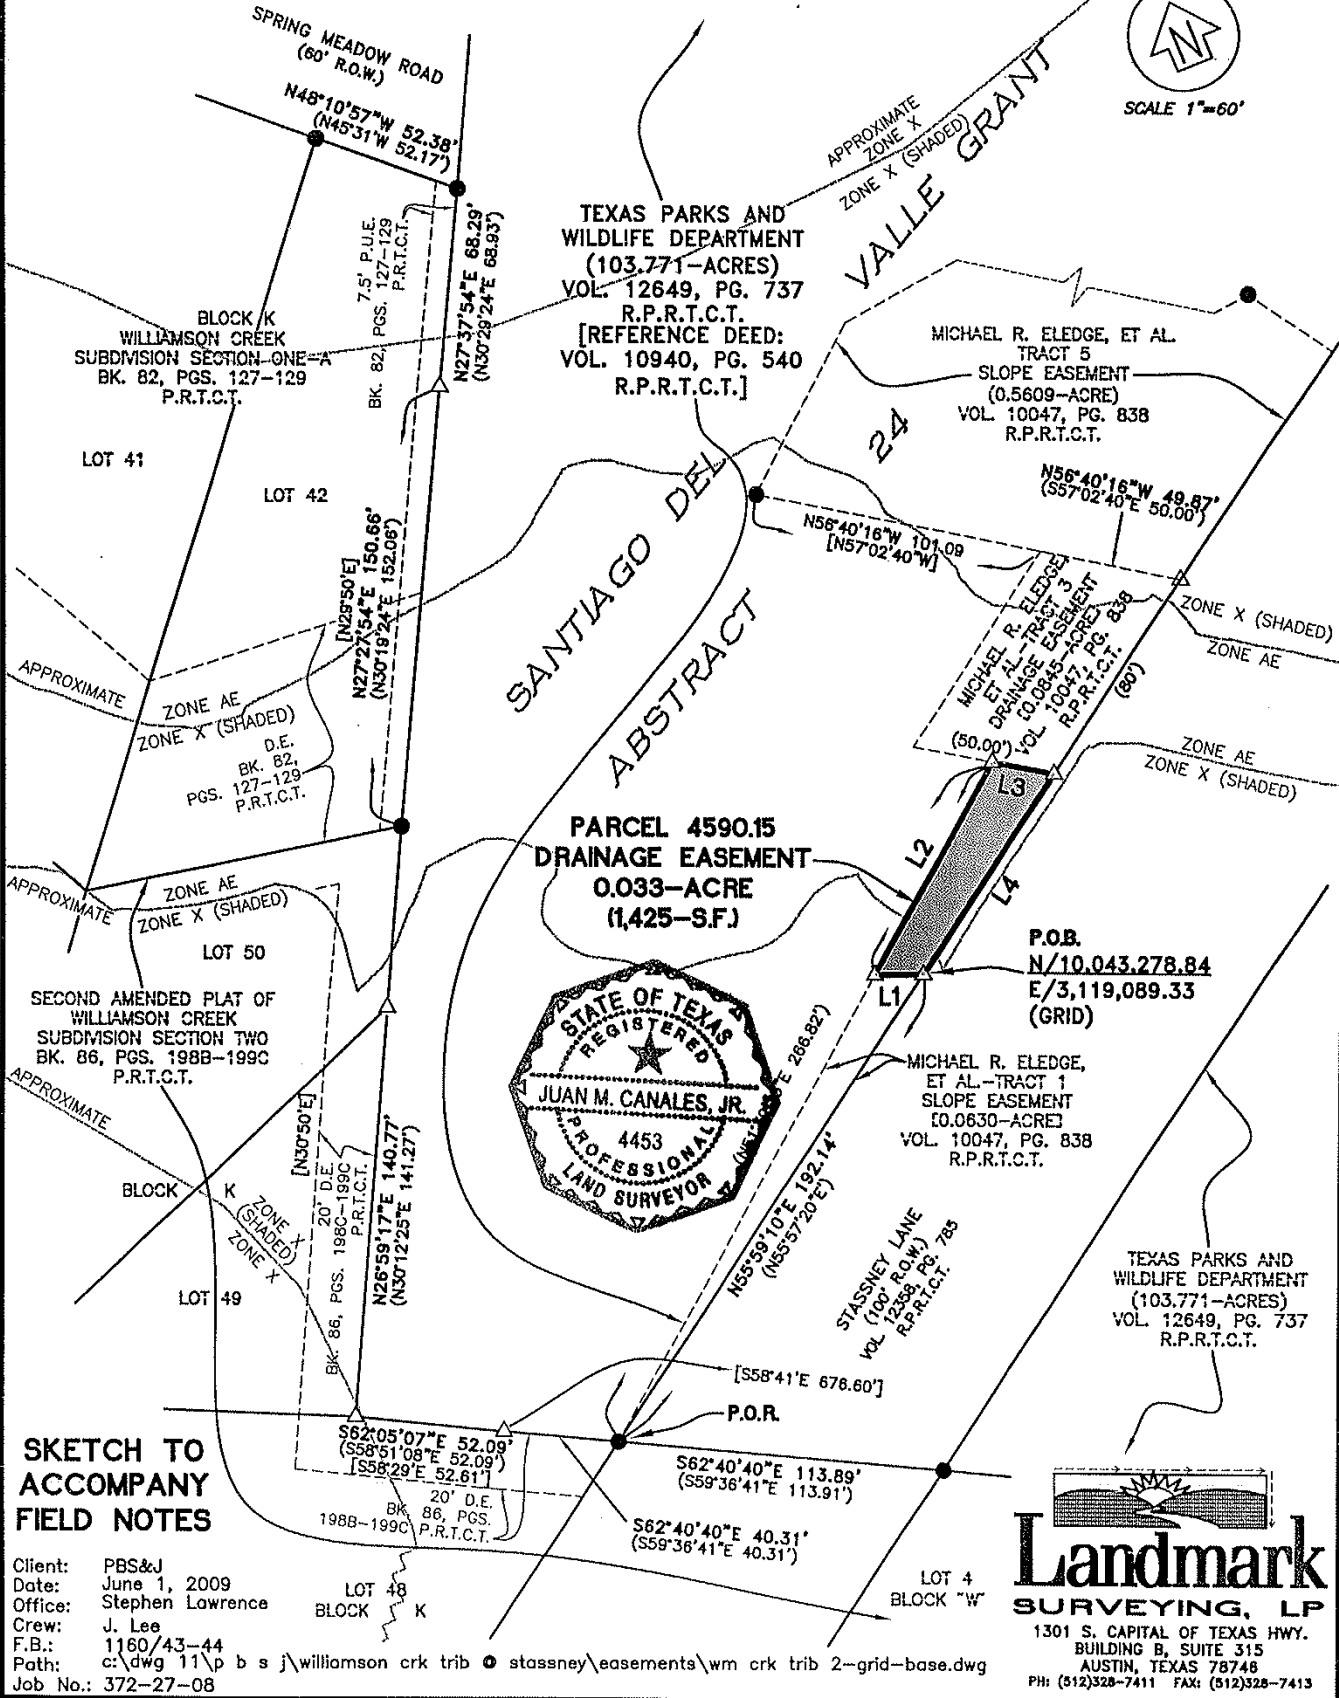 SPRING MEADOW ROAD
(60' R.O.W.)
N48°10'57"W 52.38'
(N45°31'W 52.17')
N
SCALE 1"=60'
APPROXIMATE
ZONE X
ZONE X (SHADED)
VALLE GRANT
TEXAS PARKS AND
WILDLIFE DEPARTMENT
(103.771-ACRES)
VOL. 12649, PG. 737
R.P.R.T.C.T.
[REFERENCE DEED:
VOL. 10940, PG. 540
R.P.R.T.C.T.]
7.5' P.U.E.
BK. 82, PGS. 127-129
P.R.T.C.T.
N27°37'54"E 68.29'
(N30°29'24"E 68.93')
BLOCK K
WILLIAMSON CREEK
SUBDIVISION SECTION-ONE-A
BK. 82, PGS. 127-129
P.R.T.C.T.
LOT 41
LOT 42
MICHAEL R. ELEDGE, ET AL.
TRACT 5
SLOPE EASEMENT
(0.5609-ACRE)
VOL. 10047, PG. 838
R.P.R.T.C.T.
24
N56°40'16"W 49.87'
(S57°02'40"E 50.00')
N56°40'16"W 101.09
[N57°02'40"W]
SANTIAGO DEL
ABSTRACT
[N29°50'E]
N27°27'54"E 150.66'
(N30°19'24"E 152.06')
MICHAEL R. ELEDGE,
ET AL.-TRACT 3
DRAINAGE EASEMENT
[0.0845-ACRE]
VOL. 10047, PG. 838
R.P.R.T.C.T.
(80')
(50.00')
ZONE X (SHADED)
ZONE AE
ZONE AE
ZONE X (SHADED)
APPROXIMATE
ZONE AE
ZONE X (SHADED)
D.E.
BK. 82,
PGS. 127-129
P.R.T.C.T.
L3
L2
L4
L1
PARCEL 4590.15
DRAINAGE EASEMENT
0.033-ACRE
(1,425-S.F.)
APPROXIMATE
ZONE AE
ZONE X (SHADED)
LOT 50
P.O.B.
N/10,043,278.84
E/3,119,089.33
(GRID)
SECOND AMENDED PLAT OF
WILLIAMSON CREEK
SUBDIVISION SECTION TWO
BK. 86, PGS. 198B-199C
P.R.T.C.T.
STATE OF TEXAS
REGISTERED
JUAN M. CANALES, JR.
4453
PROFESSIONAL
LAND SURVEYOR
E 266.82')
MICHAEL R. ELEDGE,
ET AL.-TRACT 1
SLOPE EASEMENT
[0.0630-ACRE]
VOL. 10047, PG. 838
R.P.R.T.C.T.
APPROXIMATE
BLOCK K
ZONE X
(SHADED)
ZONE X
LOT 49
[N30°50'E]
20' D.E.
BK. 86, PGS. 198C-199C
P.R.T.C.T.
N26°59'17"E 140.77'
(N30°12'25"E 141.27')
N55°59'10"E 192.14'
(N55°57'20"E)
STASSNEY LANE
(100' R.O.W.)
VOL. 12358, PG. 785
R.P.R.T.C.T.
TEXAS PARKS AND
WILDLIFE DEPARTMENT
(103.771-ACRES)
VOL. 12649, PG. 737
R.P.R.T.C.T.
[S58°41'E 676.60']
P.O.R.
S62°05'07"E 52.09'
(S58°51'08"E 52.09')
[S58°29'E 52.61']
20' D.E.
BK. 86, PGS.
198B-199C P.R.T.C.T.
S62°40'40"E 113.89'
(S59°36'41"E 113.91')
S62°40'40"E 40.31'
(S59°36'41"E 40.31')
LOT 48
BLOCK K
LOT 4
BLOCK "W"
SKETCH TO
ACCOMPANY
FIELD NOTES
Client: PBS&J
Date: June 1, 2009
Office: Stephen Lawrence
Crew: J. Lee
F.B.: 1160/43-44
Path: c:\dwg 11\p b s j\williamson crk trib @ stassney\easements\wm crk trib 2-grid-base.dwg
Job No.: 372-27-08
Landmark
SURVEYING, LP
1301 S. CAPITAL OF TEXAS HWY.
BUILDING B, SUITE 315
AUSTIN, TEXAS 78746
PH: (512)328-7411 FAX: (512)328-7413